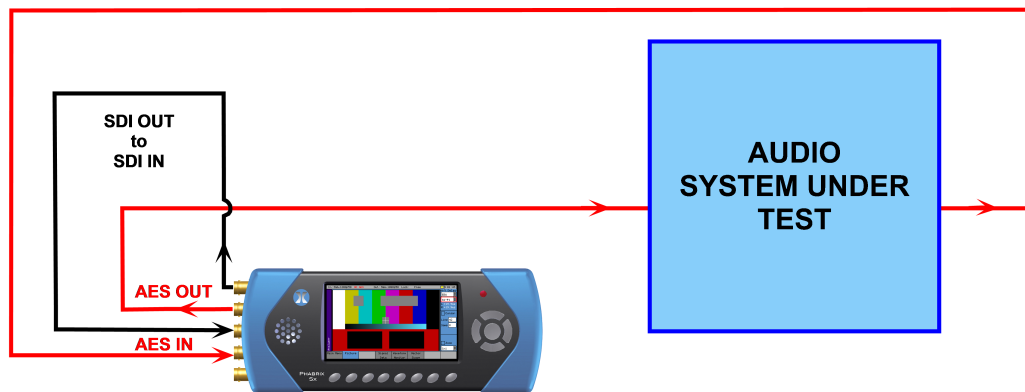 SDI OUT
to
SDI IN
AUDIO
SYSTEM UNDER
TEST
AES OUT
AES IN
PHABRIX
SX